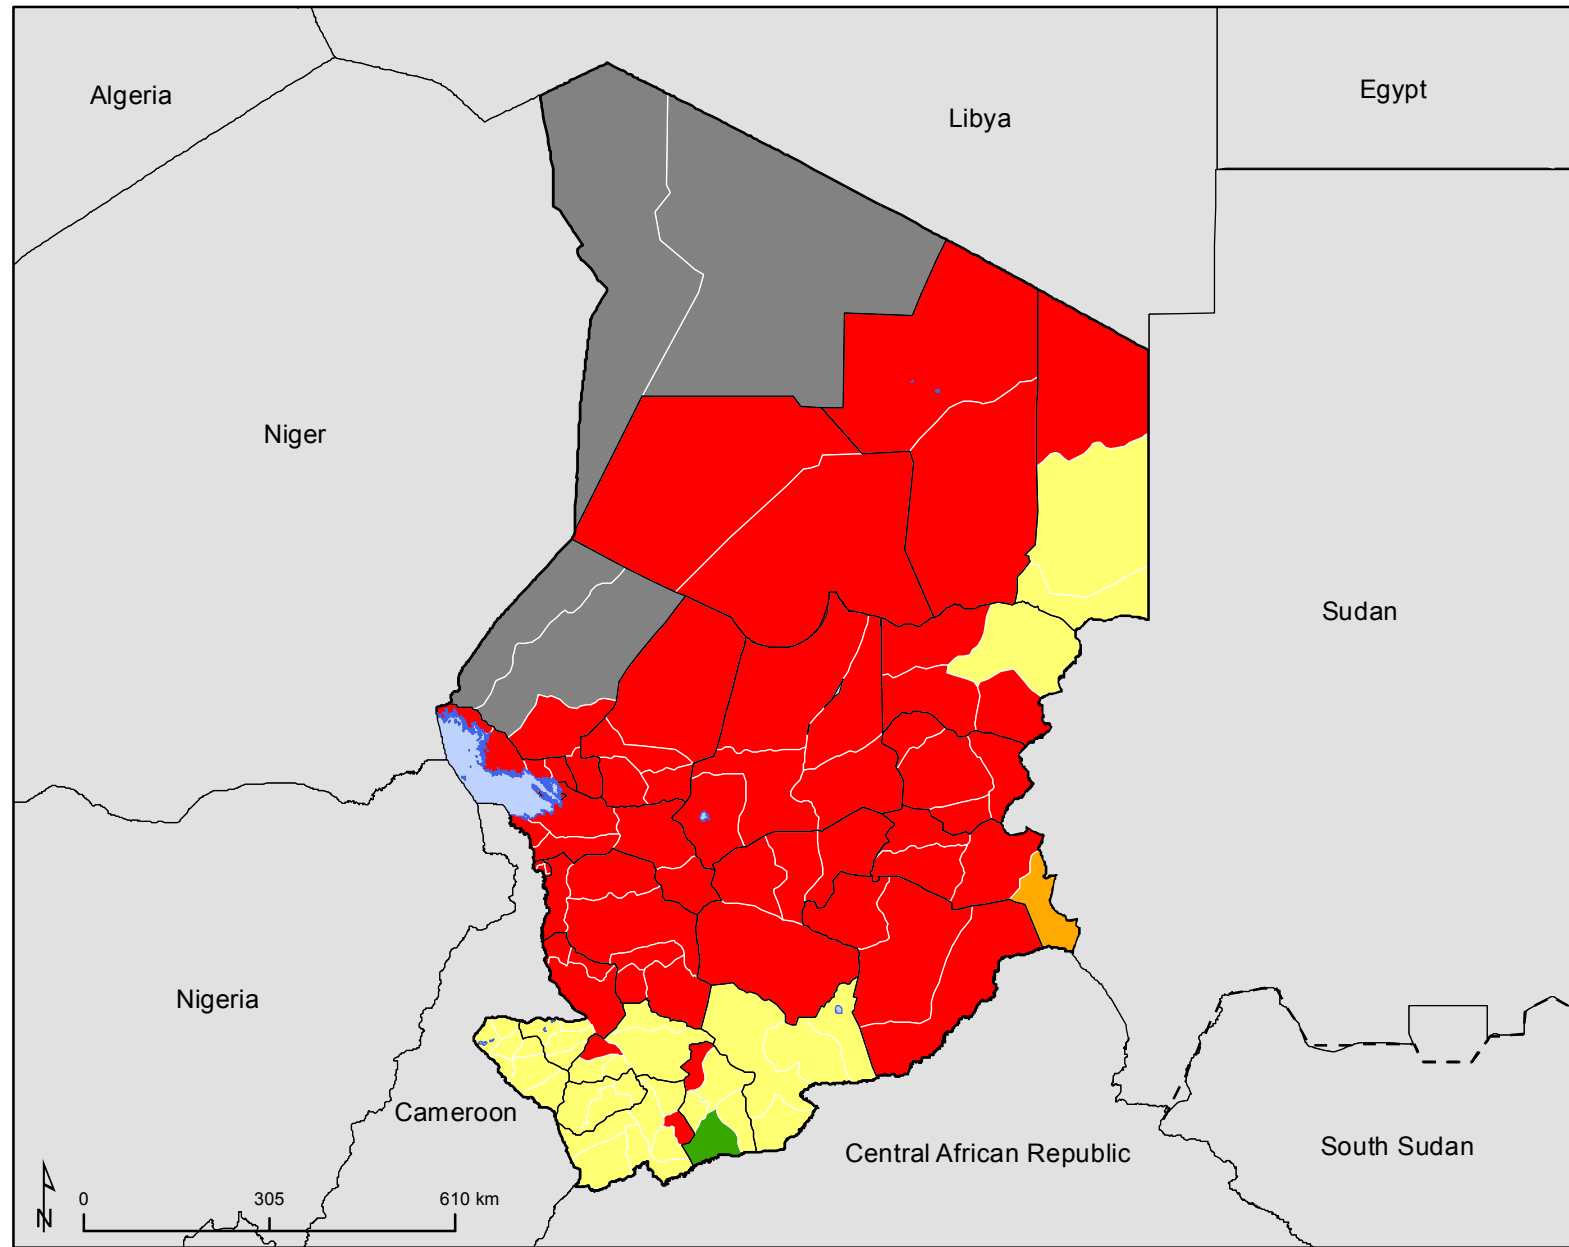 Algeria
Libya
Egypt
Niger
Sudan
Nigeria
Cameroon
Central African Republic
South Sudan
N
0 305 610 km